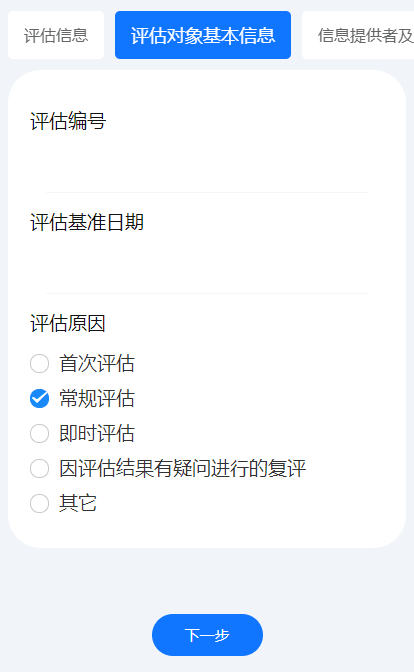 评估信息
评估对象基本信息
信息提供者及
评估编号
评估基准日期
评估原因
首次评估
常规评估
即时评估
因评估结果有疑问进行的复评
其它
下一步